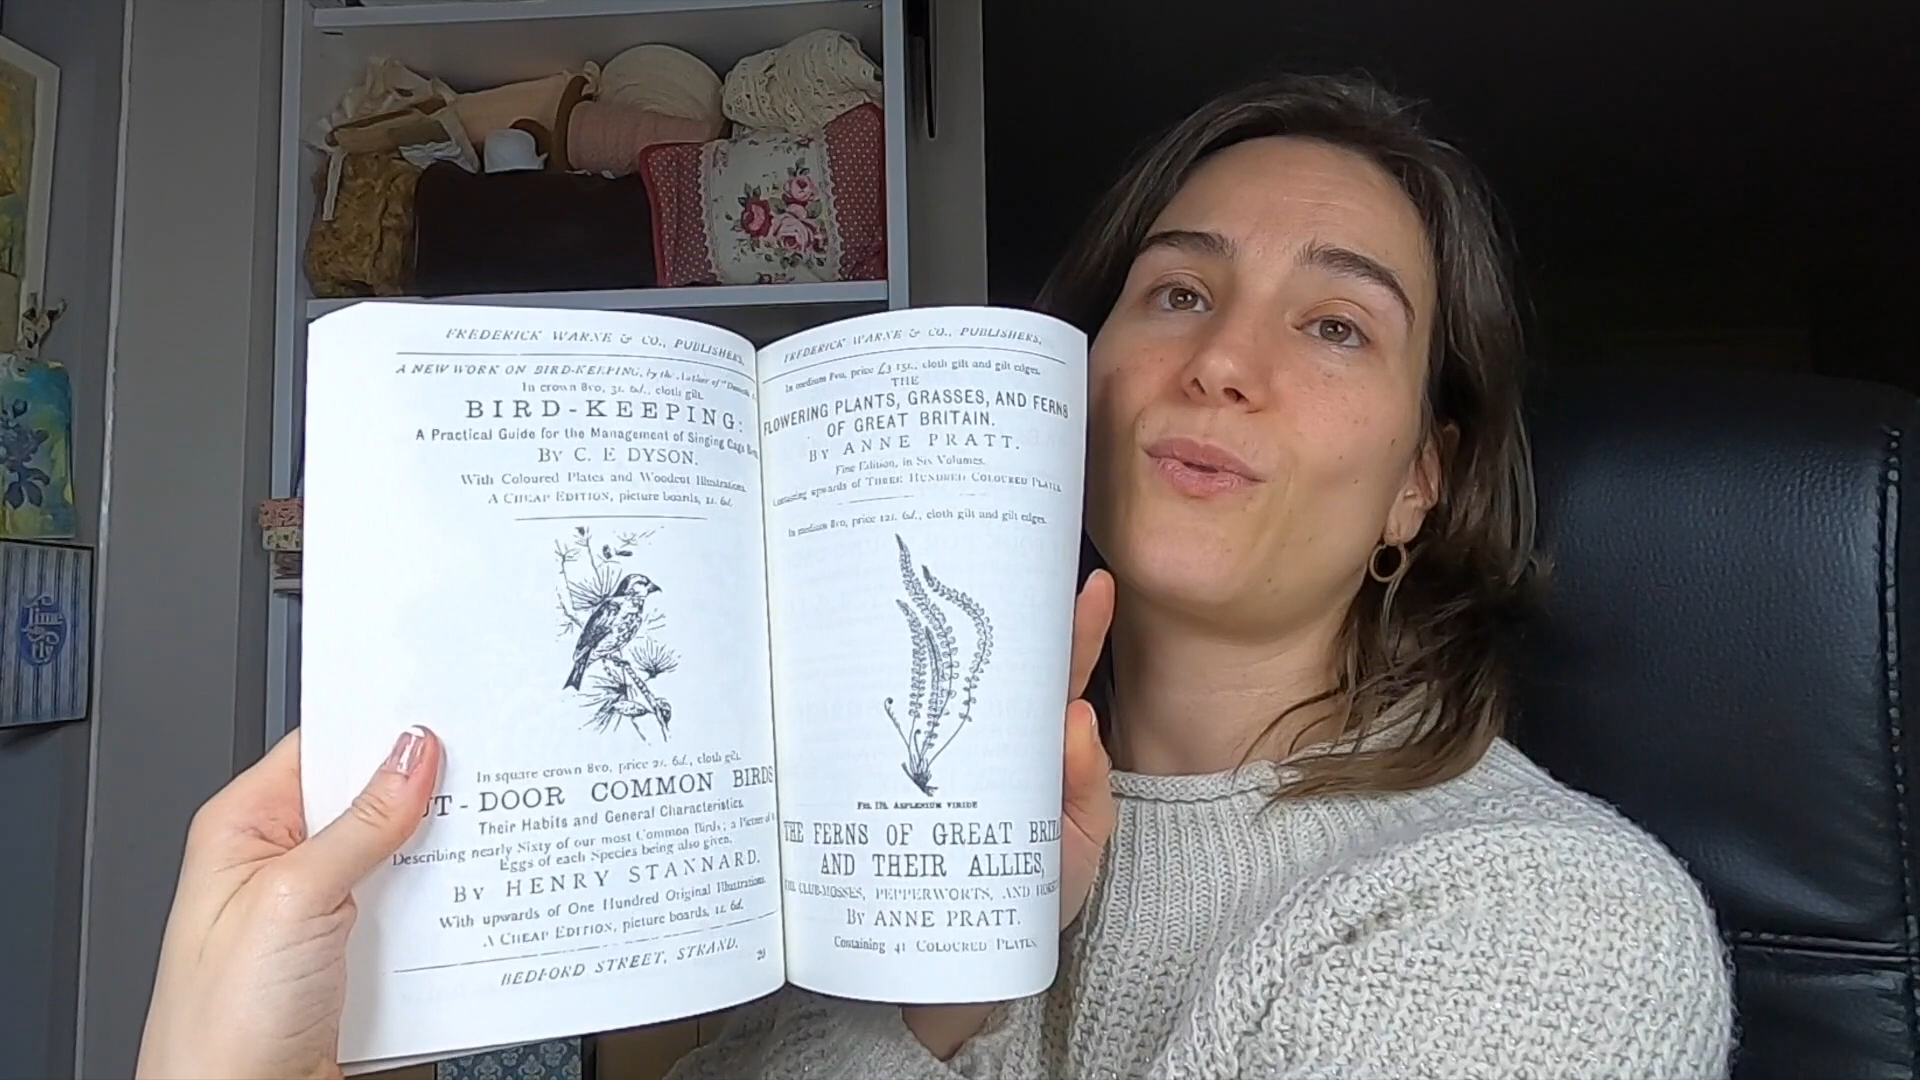 FREDERICK WARNE & CO., PUBLISHERS,
A NEW WORK ON BIRD-KEEPING, by the Author of
In crown 8vo, 3s. 6d., cloth gilt.
BIRD-KEEPING:
A Practical Guide for the Management of Singing Cage
By C. E DYSON.
With Coloured Plates and Woodcut Illustrations.
A CHEAP EDITION, picture boards, 1s. 6d.
In square crown 8vo, price 2s. 6d., cloth gilt.
UT-DOOR COMMON BIRDS
Their Habits and General Characteristics.
Describing nearly Sixty of our most Common Birds; a Picture of
Eggs of each Species being also given.
By HENRY STANNARD.
With upwards of One Hundred Original Illustrations.
A CHEAP EDITION, picture boards, 1s. 6d.
BEDFORD STREET, STRAND.
FREDERICK WARNE & CO., PUBLISHERS,
In medium 8vo, price £3 15s., cloth gilt and gilt edges.
THE
FLOWERING PLANTS, GRASSES, AND FERNS
OF GREAT BRITAIN.
BY ANNE PRATT.
Fine Edition, in Six Volumes.
Containing upwards of THREE HUNDRED COLOURED PLATES.
In medium 8vo, price 12s. 6d., cloth gilt and gilt edges.
FIG. 176. ASPLENIUM VIRIDE
THE FERNS OF GREAT BRITA
AND THEIR ALLIES,
CLUB-MOSSES, PEPPERWORTS, AND
By ANNE PRATT.
Containing 41 COLOURED PLATES.
Time